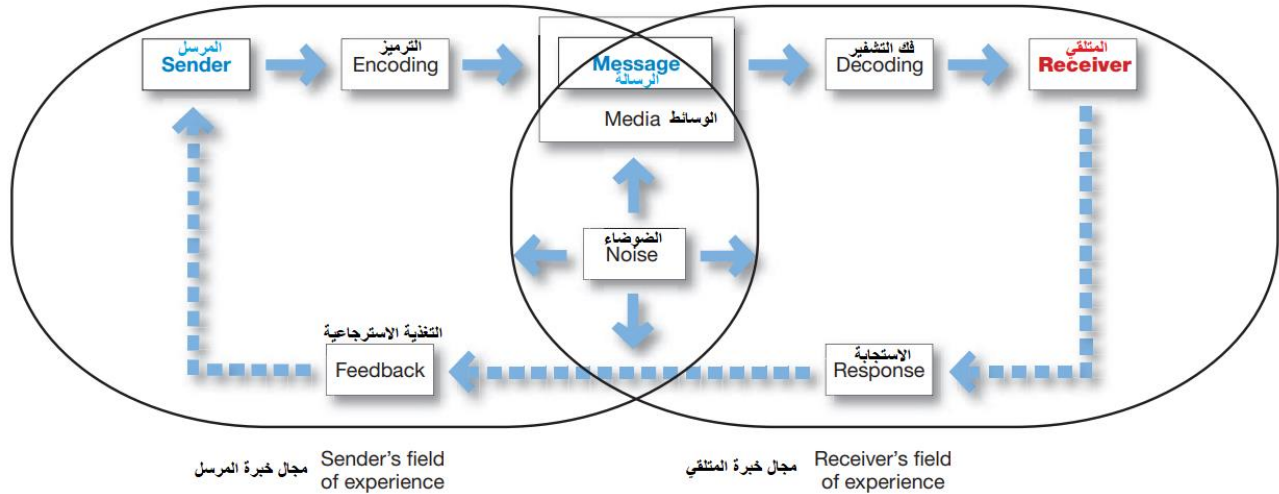 المرسل
Sender
الترميز
Encoding
Message
الرسالة
Media الوسائط
فك التشفير
Decoding
المتلقي
Receiver
الضوضاء
Noise
التغذية الاسترجاعية
Feedback
الاستجابة
Response
مجال خبرة المرسل
Sender's field
of experience
مجال خبرة المتلقي
Receiver's field
of experience